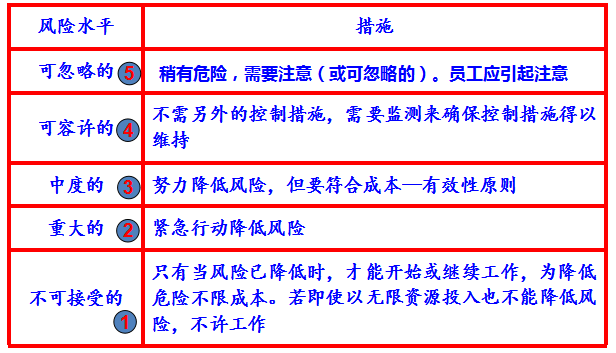 风险水平 措施
可忽略的 5 稍有危险，需要注意（或可忽略的）。员工应引起注意
可容许的 4 不需另外的控制措施，需要监测来确保控制措施得以
维持
中度的 3 努力降低风险，但要符合成本—有效性原则
重大的 2 紧急行动降低风险
不可接受的 1 只有当风险已降低时，才能开始或继续工作，为降低
危险不限成本。若即使以无限资源投入也不能降低风
险，不许工作